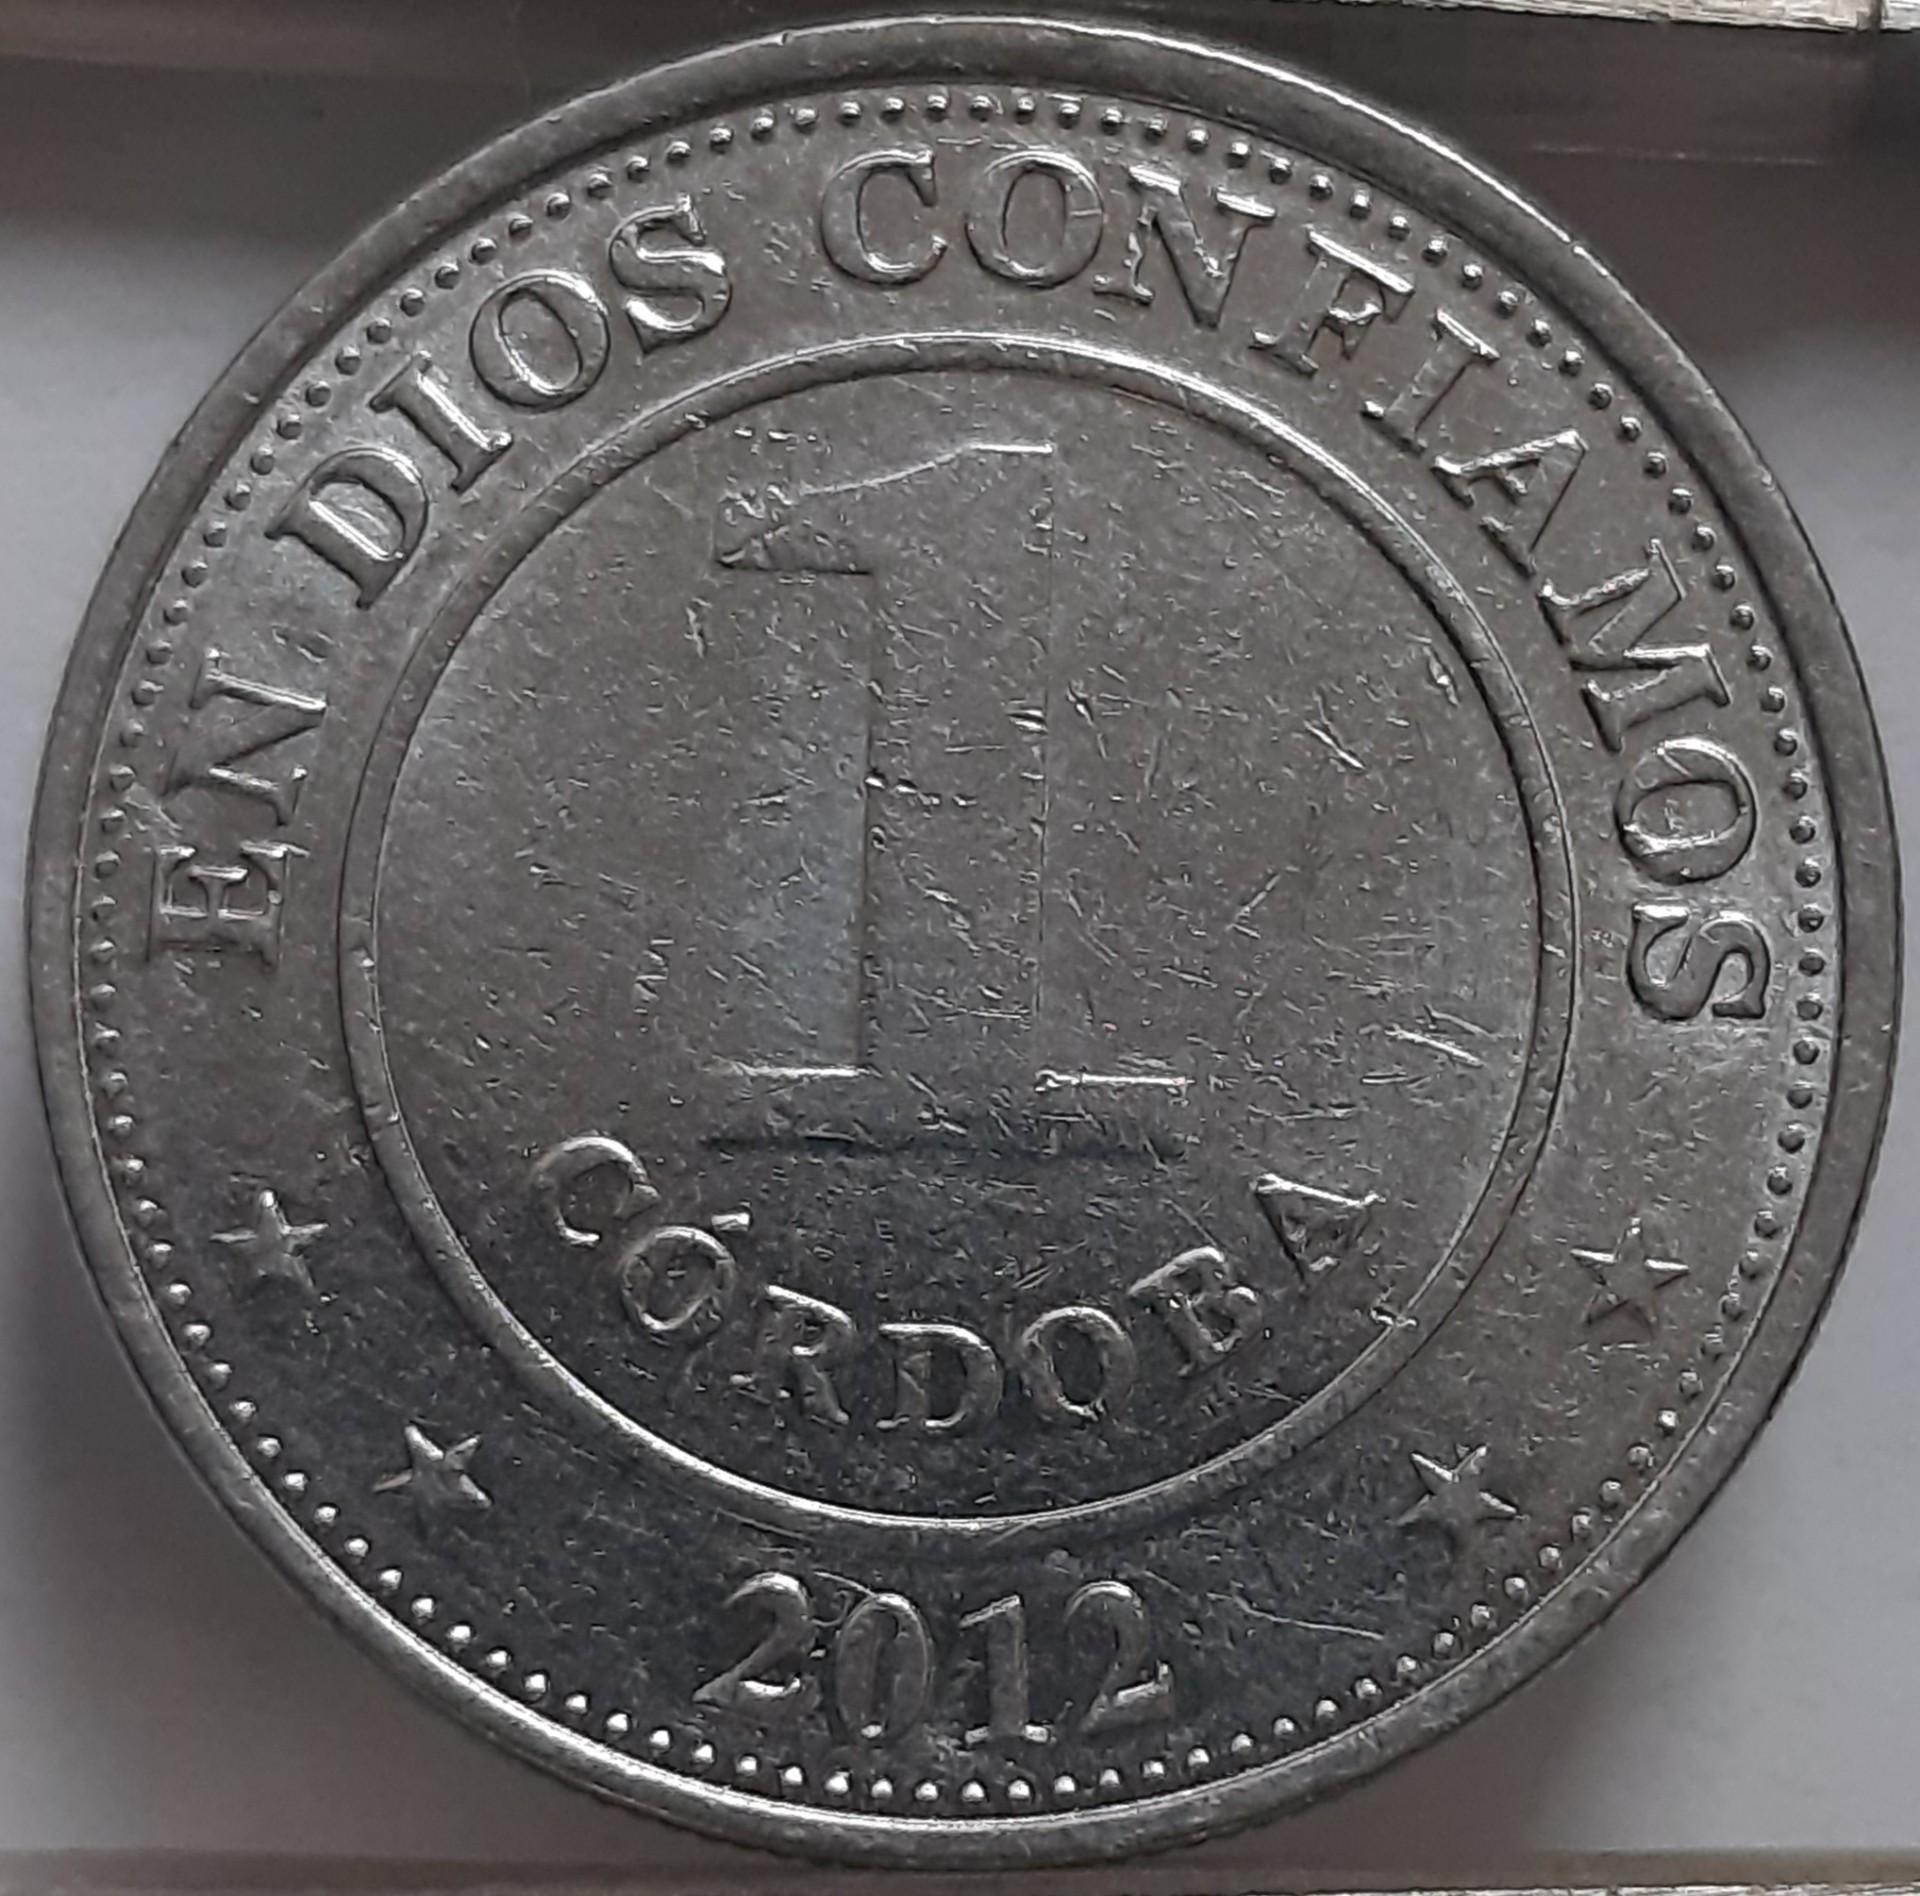 EN DIOS CONFIAMOS
1
CÓRDOBA
2012